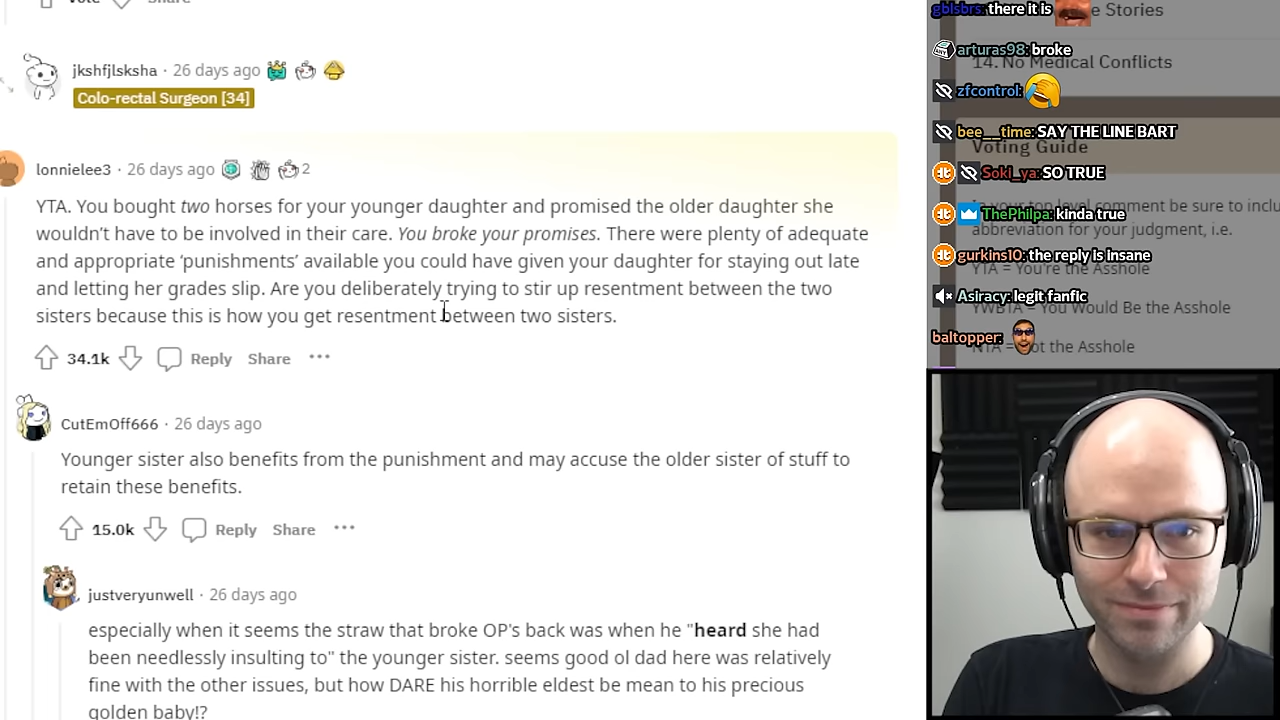 Vote Share
jkshfjlsksha · 26 days ago
Colo-rectal Surgeon [34]
lonnielee3 · 26 days ago 2
YTA. You bought two horses for your younger daughter and promised the older daughter she
wouldn't have to be involved in their care. You broke your promises. There were plenty of adequate
and appropriate ‘punishments’ available you could have given your daughter for staying out late
and letting her grades slip. Are you deliberately trying to stir up resentment between the two
sisters because this is how you get resentment between two sisters.
34.1k Reply Share ···
CutEmOff666 · 26 days ago
Younger sister also benefits from the punishment and may accuse the older sister of stuff to
retain these benefits.
15.0k Reply Share ···
justveryunwell · 26 days ago
especially when it seems the straw that broke OP's back was when he "heard she had
been needlessly insulting to" the younger sister. seems good ol dad here was relatively
fine with the other issues, but how DARE his horrible eldest be mean to his precious
golden baby!?
gblsbrs: there it is
e Stories
arturas98: broke
14. No Medical Conflicts
zfcontrol:
bee__time: SAY THE LINE BART
Voting Guide
Soki_ya: SO TRUE
your top level comment be sure to inclu
ThePhilpa: kinda true
abbreviation for your judgment, i.e.
gurkins10: the reply is insane
YTA = You're the Asshole
Asiracy: legit fanfic
YWBTA = You Would Be the Asshole
baltopper:
NTA = ot the Asshole